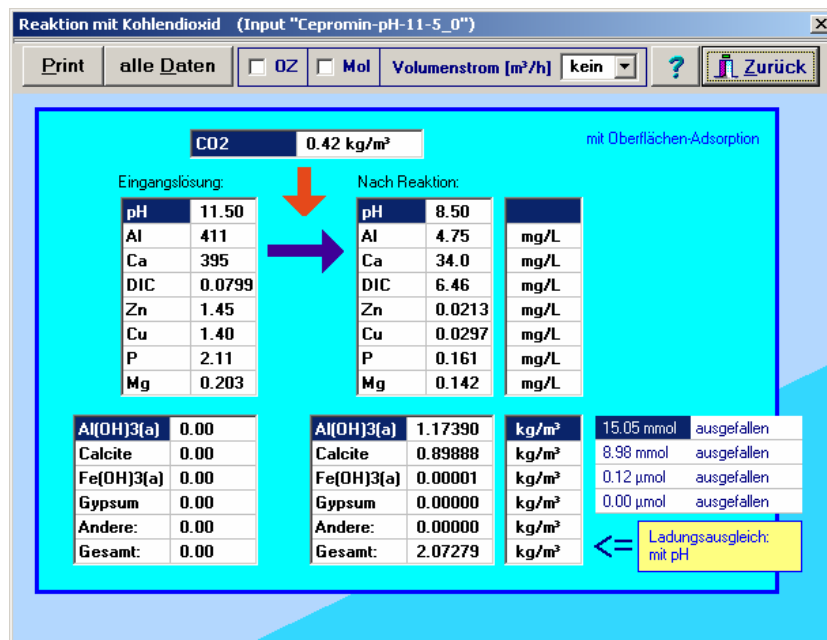 Reaktion mit Kohlendioxid (Input "Cepromin-pH-11-5_0")
Print alle Daten OZ Mol Volumenstrom [m³/h] kein ? Zurück
CO2 0.42 kg/m³
mit Oberflächen-Adsorption
Eingangslösung: Nach Reaktion:
pH 11.50 pH 8.50
Al 411 Al 4.75 mg/L
Ca 395 Ca 34.0 mg/L
DIC 0.0799 DIC 6.46 mg/L
Zn 1.45 Zn 0.0213 mg/L
Cu 1.40 Cu 0.0297 mg/L
P 2.11 P 0.161 mg/L
Mg 0.203 Mg 0.142 mg/L
Al(OH)3(a) 0.00 Al(OH)3(a) 1.17390 kg/m³ 15.05 mmol ausgefallen
Calcite 0.00 Calcite 0.89888 kg/m³ 8.98 mmol ausgefallen
Fe(OH)3(a) 0.00 Fe(OH)3(a) 0.00001 kg/m³ 0.12 µmol ausgefallen
Gypsum 0.00 Gypsum 0.00000 kg/m³ 0.00 µmol ausgefallen
Andere: 0.00 Andere: 0.00000 kg/m³
Gesamt: 0.00 Gesamt: 2.07279 kg/m³
<= Ladungsausgleich:
mit pH